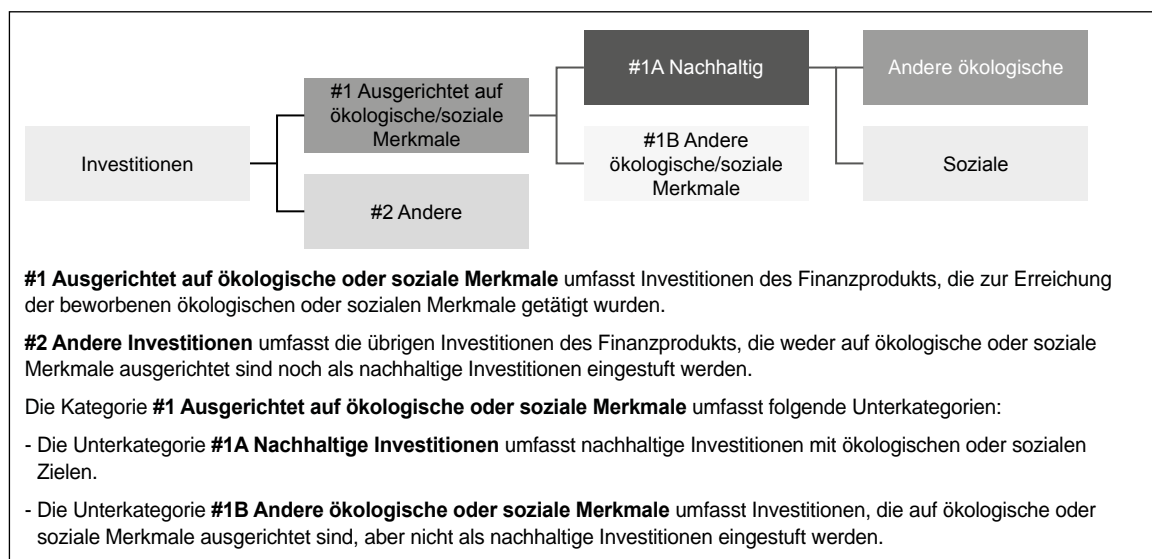 #1A Nachhaltig
Andere ökologische
#1 Ausgerichtet auf
ökologische/soziale
Merkmale
Investitionen
#1B Andere
ökologische/soziale
Merkmale
Soziale
#2 Andere
#1 Ausgerichtet auf ökologische oder soziale Merkmale umfasst Investitionen des Finanzprodukts, die zur Erreichung
der beworbenen ökologischen oder sozialen Merkmale getätigt wurden.
#2 Andere Investitionen umfasst die übrigen Investitionen des Finanzprodukts, die weder auf ökologische oder soziale
Merkmale ausgerichtet sind noch als nachhaltige Investitionen eingestuft werden.
Die Kategorie #1 Ausgerichtet auf ökologische oder soziale Merkmale umfasst folgende Unterkategorien:
- Die Unterkategorie #1A Nachhaltige Investitionen umfasst nachhaltige Investitionen mit ökologischen oder sozialen
Zielen.
- Die Unterkategorie #1B Andere ökologische oder soziale Merkmale umfasst Investitionen, die auf ökologische oder
soziale Merkmale ausgerichtet sind, aber nicht als nachhaltige Investitionen eingestuft werden.